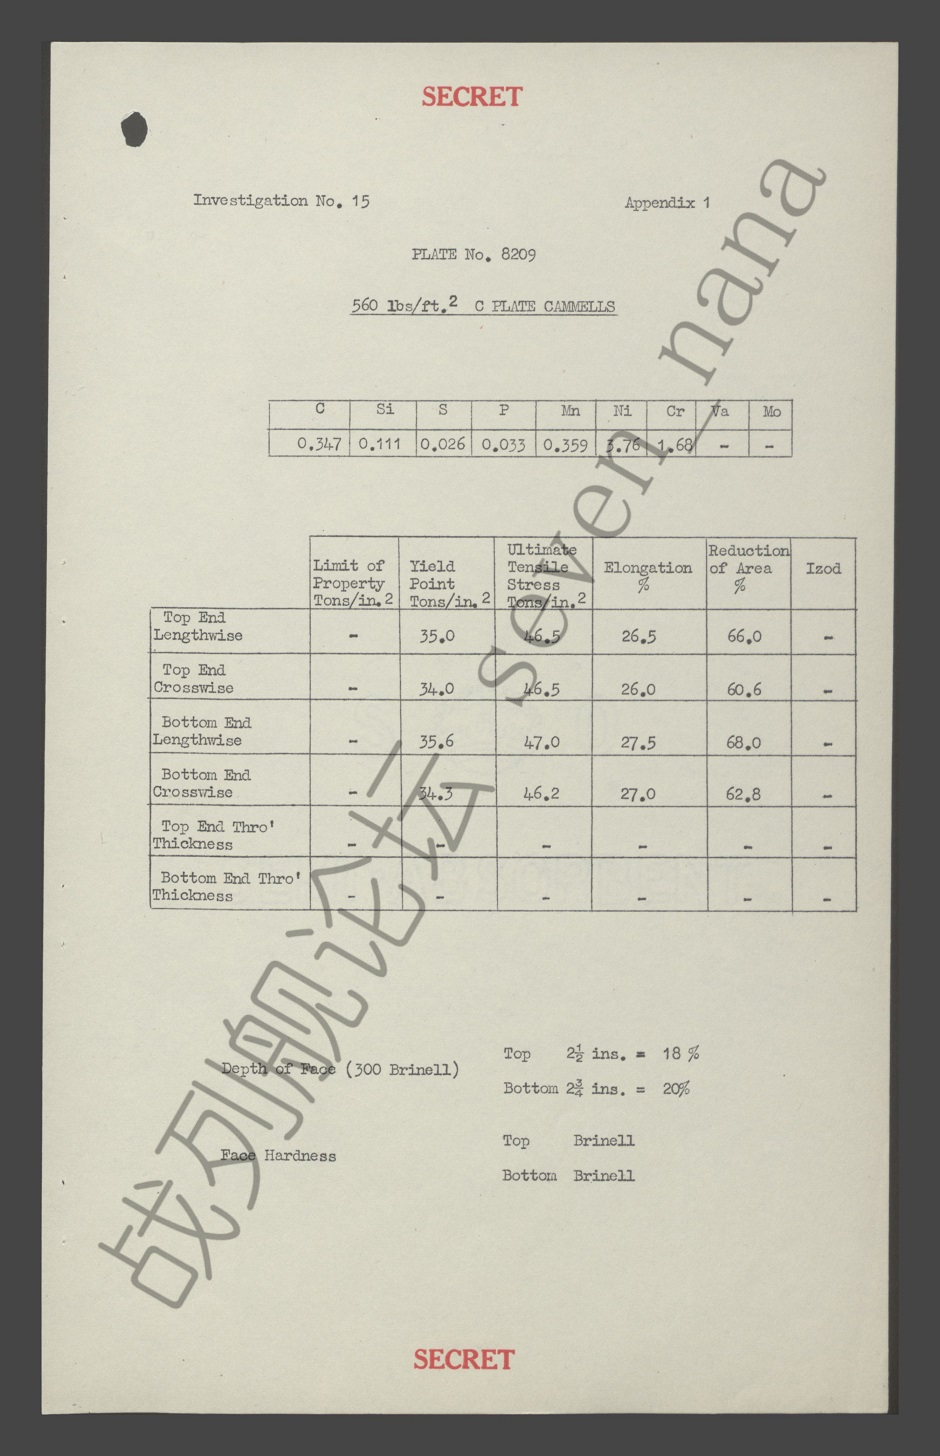 SECRET
Investigation No. 15 Appendix 1
PLATE No. 8209
560 lbs/ft.2 C PLATE CAMMELLS
C Si S P Mn Ni Cr Va Mo
0.347 0.111 0.026 0.033 0.359 3.76 1.68 - -
Limit of Property Tons/in.2 Yield Point Tons/in.2 Ultimate Tensile Stress Tons/in.2 Elongation % Reduction of Area % Izod
Top End Lengthwise - 35.0 46.5 26.5 66.0 -
Top End Crosswise - 34.0 46.5 26.0 60.6 -
Bottom End Lengthwise - 35.6 47.0 27.5 68.0 -
Bottom End Crosswise - 34.3 46.2 27.0 62.8 -
Top End Thro' Thickness - - - - - -
Bottom End Thro' Thickness - - - - - -
Depth of Face (300 Brinell)
Top 2½ ins. = 18 %
Bottom 2¾ ins. = 20%
Face Hardness
Top Brinell
Bottom Brinell
SECRET
战列舰论坛 seven_nana